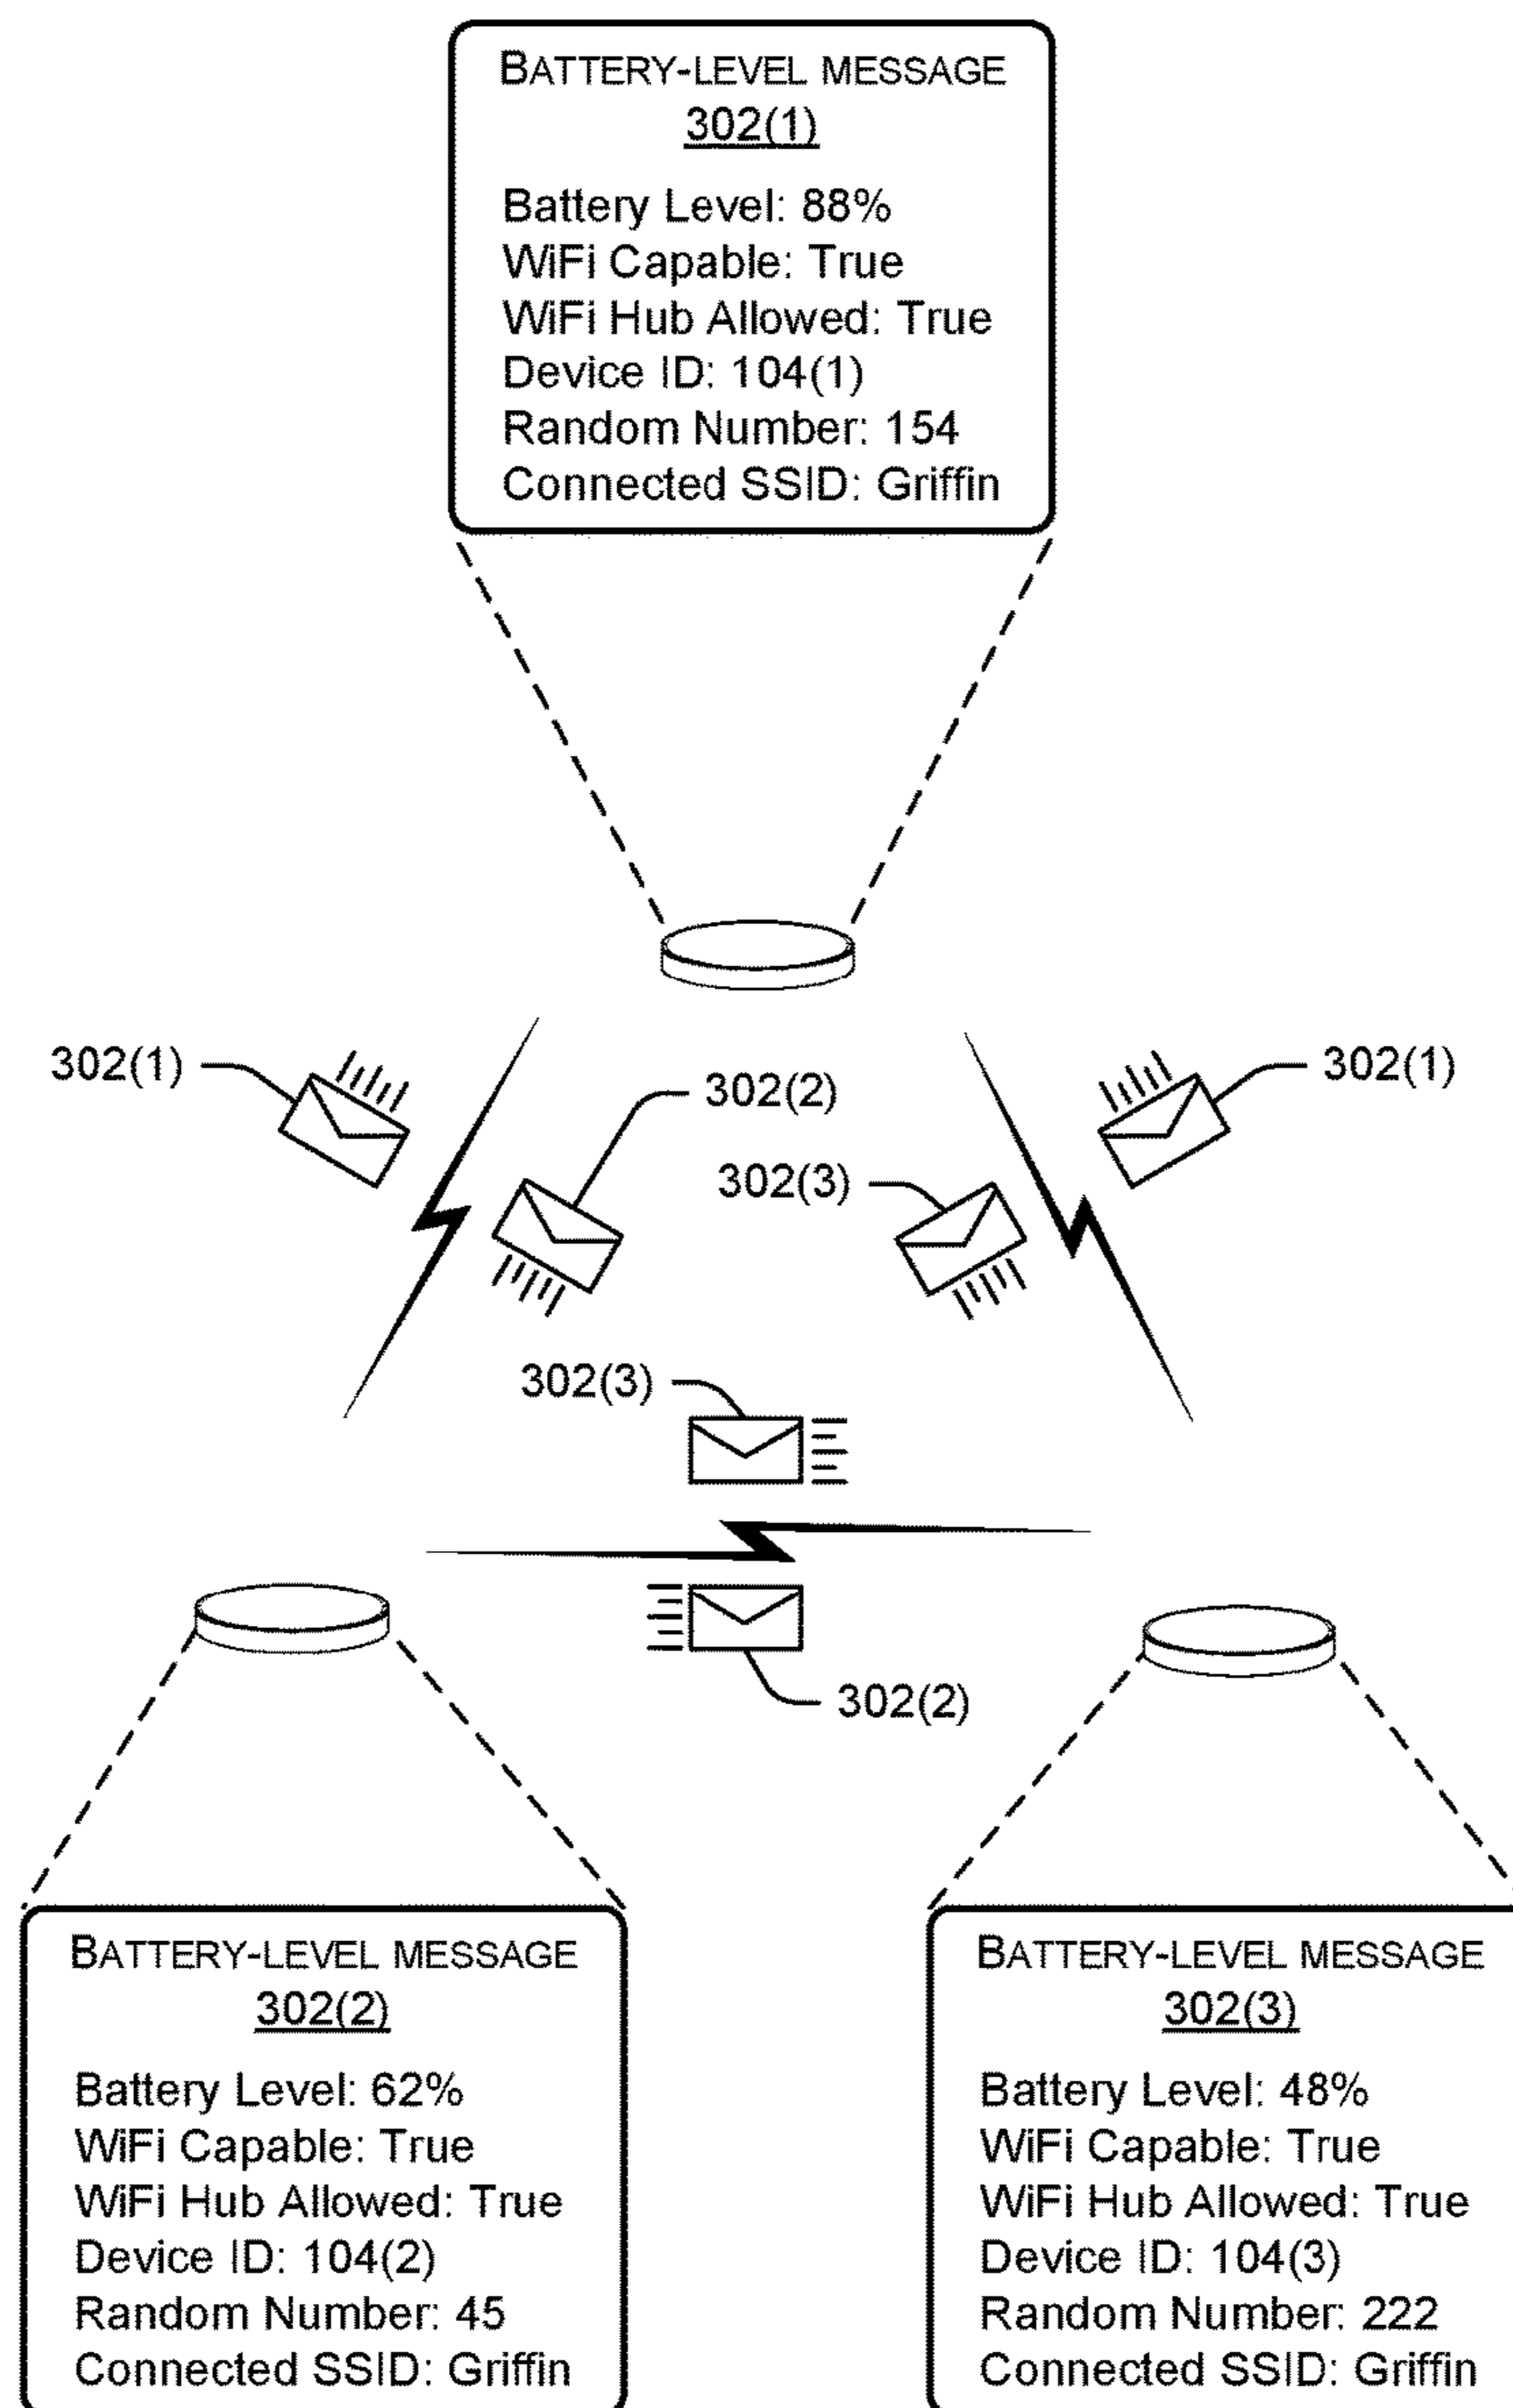 BATTERY-LEVEL MESSAGE
302(1)
Battery Level: 88%
WiFi Capable: True
WiFi Hub Allowed: True
Device ID: 104(1)
Random Number: 154
Connected SSID: Griffin
302(1)
302(1)
302(2)
302(3)
302(3)
302(2)
BATTERY-LEVEL MESSAGE
302(2)
Battery Level: 62%
WiFi Capable: True
WiFi Hub Allowed: True
Device ID: 104(2)
Random Number: 45
Connected SSID: Griffin
BATTERY-LEVEL MESSAGE
302(3)
Battery Level: 48%
WiFi Capable: True
WiFi Hub Allowed: True
Device ID: 104(3)
Random Number: 222
Connected SSID: Griffin